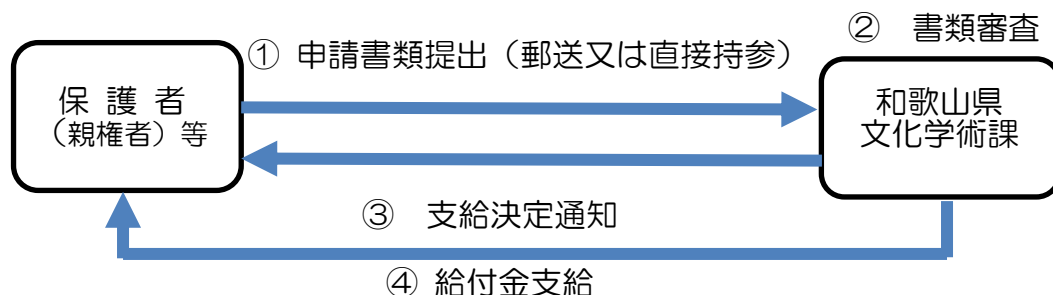 ② 書類審査
① 申請書類提出（郵送又は直接持参）
保 護 者
（親権者）等
和歌山県
文化学術課
③ 支給決定通知
④ 給付金支給